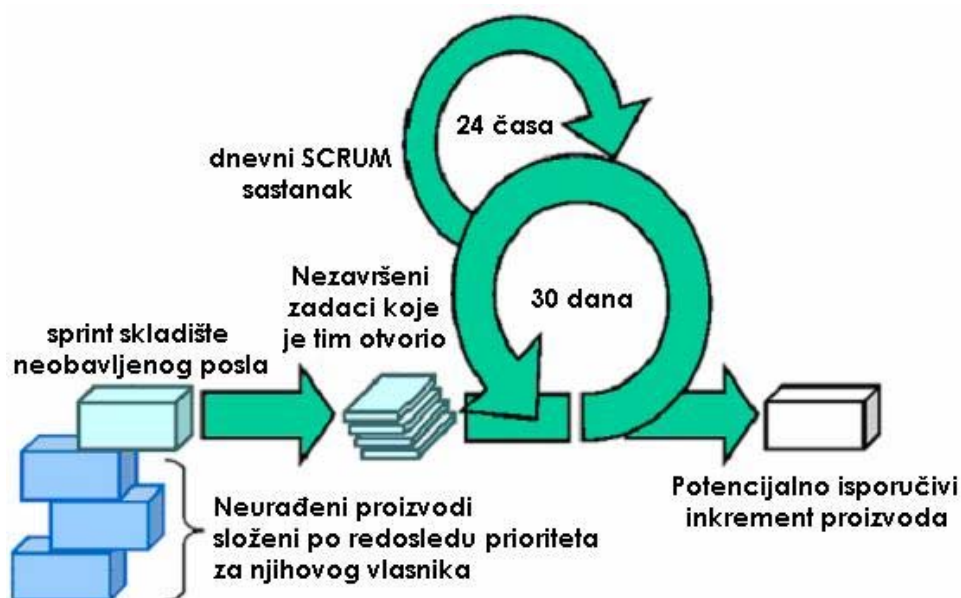 24 časa
dnevni SCRUM
sastanak
Nezavršeni
zadaci koje
je tim otvorio
30 dana
sprint skladište
neobavljenog posla
Neurađeni proizvodi
složeni po redosledu prioriteta
za njihovog vlasnika
Potencijalno isporučivi
inkrement proizvoda